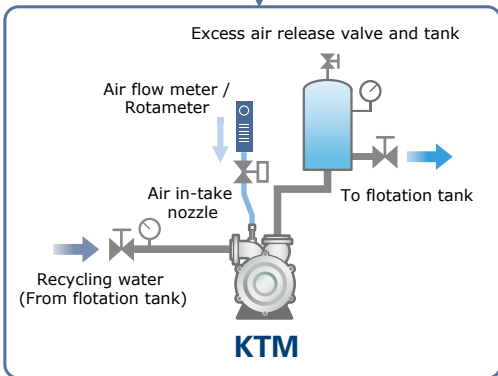 Excess air release valve and tank
Air flow meter /
Rotameter
Air in-take
nozzle
To flotation tank
Recycling water
(From flotation tank)
KTM